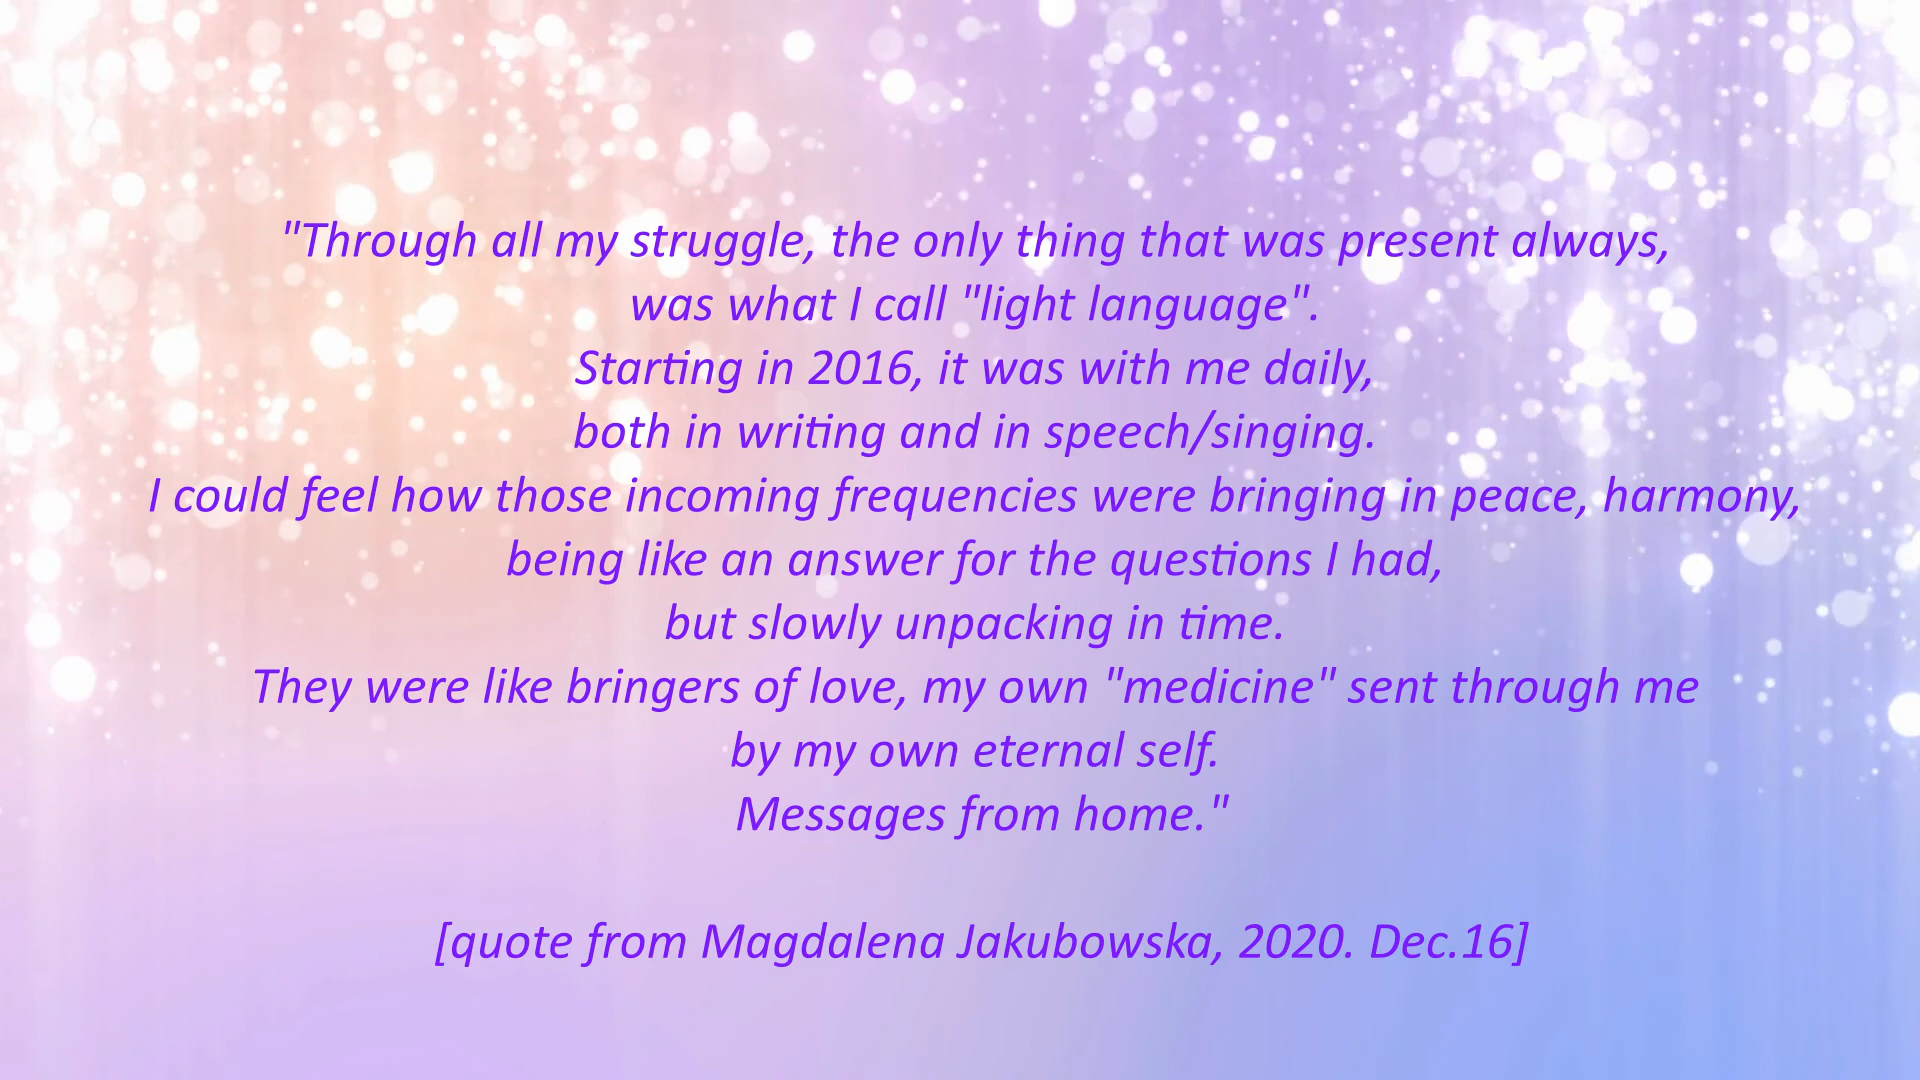 "Through all my struggle, the only thing that was present always,
was what I call "light language".
Starting in 2016, it was with me daily,
both in writing and in speech/singing.
I could feel how those incoming frequencies were bringing in peace, harmony,
being like an answer for the questions I had,
but slowly unpacking in time.
They were like bringers of love, my own "medicine" sent through me
by my own eternal self.
Messages from home."
[quote from Magdalena Jakubowska, 2020. Dec.16]